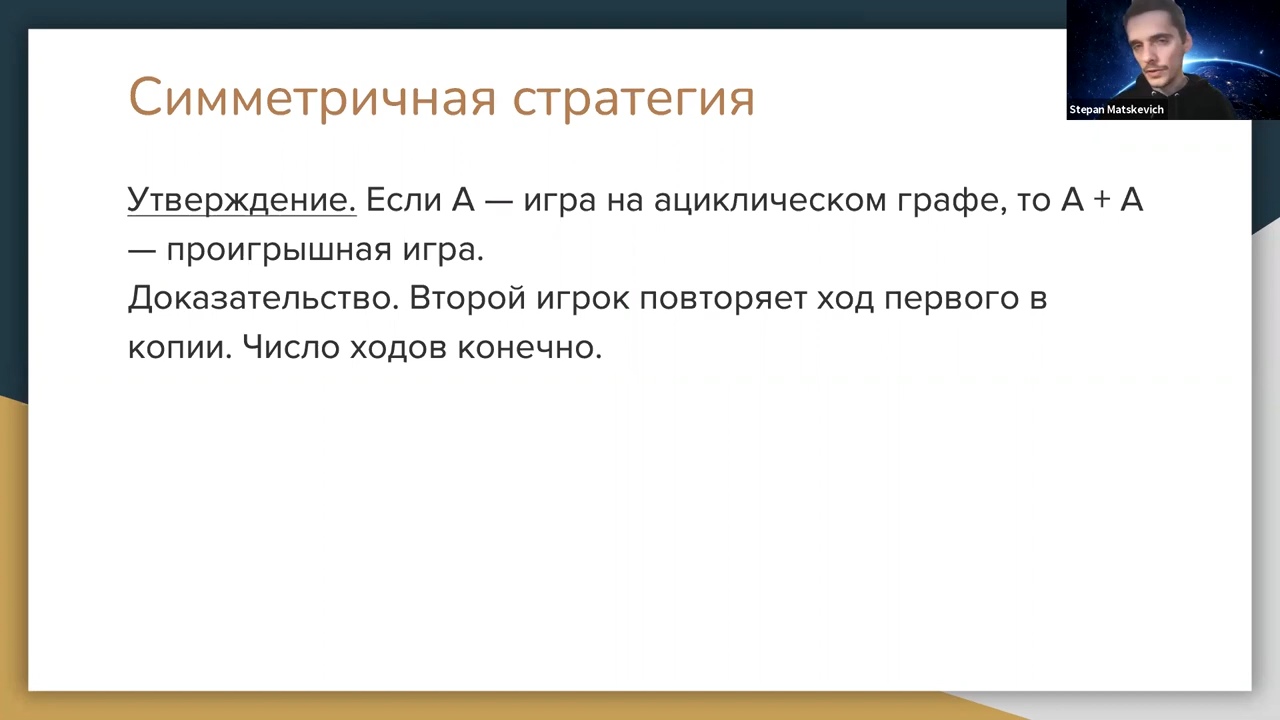 Stepan Matskevich
Симметричная стратегия
Утверждение. Если А — игра на ациклическом графе, то А + А
— проигрышная игра.
Доказательство. Второй игрок повторяет ход первого в
копии. Число ходов конечно.